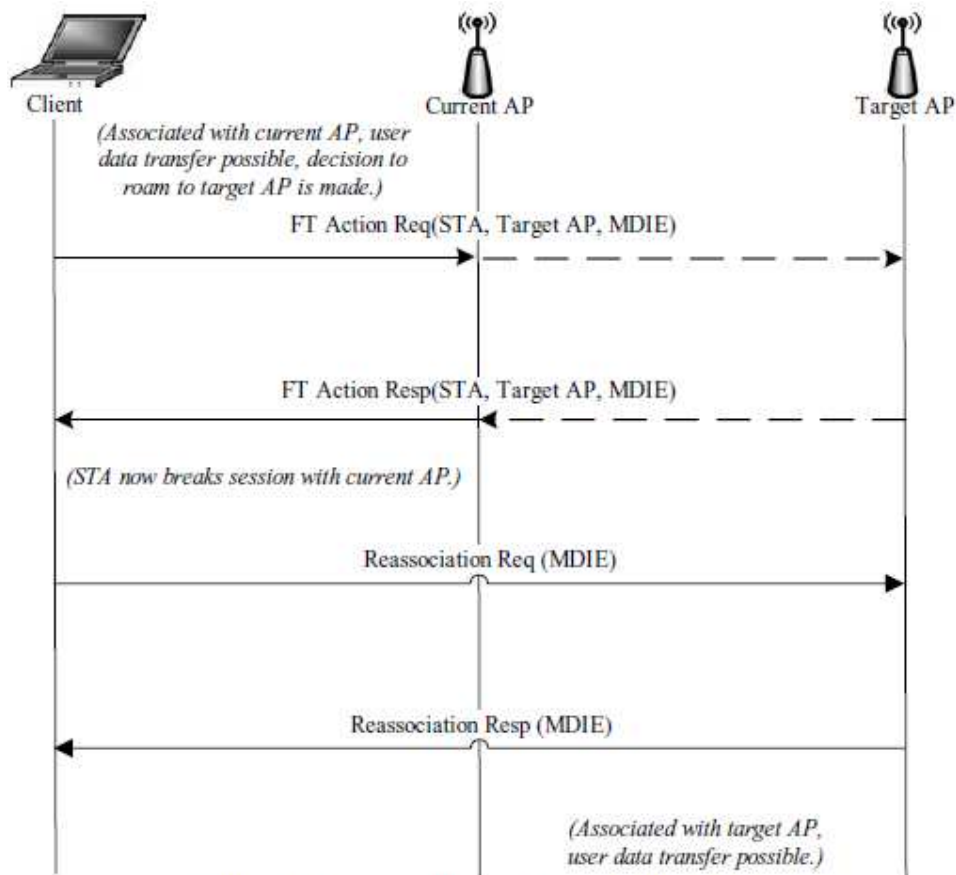 Client
Current AP
Target AP
(Associated with current AP, user
data transfer possible, decision to
roam to target AP is made.)
FT Action Req(STA, Target AP, MDIE)
FT Action Resp(STA, Target AP, MDIE)
(STA now breaks session with current AP.)
Reassociation Req (MDIE)
Reassociation Resp (MDIE)
(Associated with target AP,
user data transfer possible.)